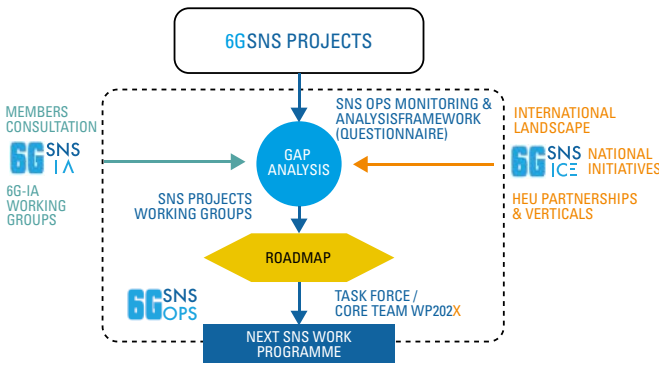 6GSNS PROJECTS
SNS OPS MONITORING &
ANALYSISFRAMEWORK
(QUESTIONNAIRE)
MEMBERS
CONSULTATION
6G SNS
IA
6G-IA
WORKING
GROUPS
GAP
ANALYSIS
INTERNATIONAL
LANDSCAPE
6G SNS
ICE
NATIONAL
INITIATIVES
HEU PARTNERSHIPS
& VERTICALS
SNS PROJECTS
WORKING GROUPS
ROADMAP
6G SNS
OPS
TASK FORCE /
CORE TEAM WP202X
NEXT SNS WORK
PROGRAMME